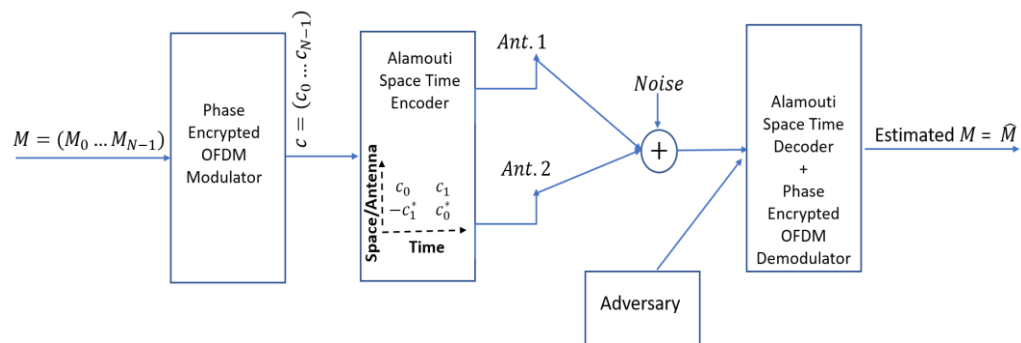 M = (M₀ … M_{N−1})
Phase
Encrypted
OFDM
Modulator
c = (c₀ … c_{N−1})
Alamouti
Space Time
Encoder
Space/Antenna
c₀ c₁
−c₁* c₀*
Time
Ant. 1
Ant. 2
Noise
+
Adversary
Alamouti
Space Time
Decoder
+
Phase
Encrypted
OFDM
Demodulator
Estimated M = M̂